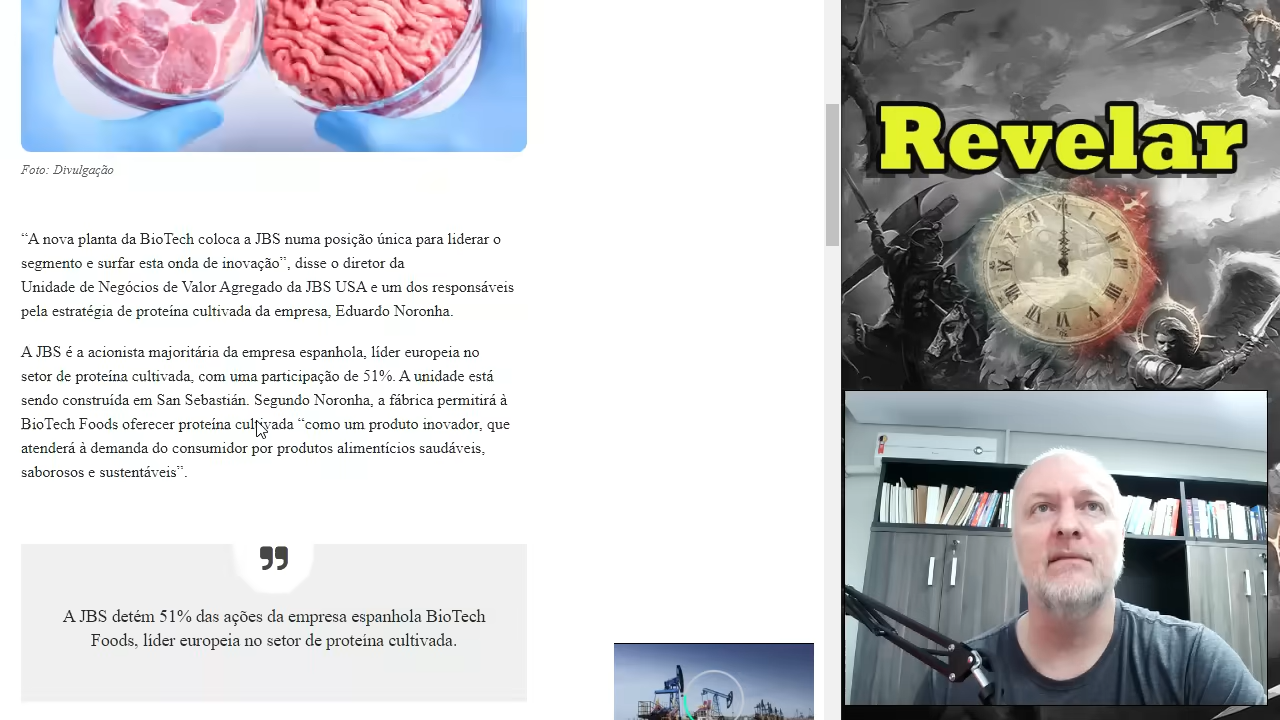 Foto: Divulgação
“A nova planta da BioTech coloca a JBS numa posição única para liderar o
segmento e surfar esta onda de inovação”, disse o diretor da
Unidade de Negócios de Valor Agregado da JBS USA e um dos responsáveis
pela estratégia de proteína cultivada da empresa, Eduardo Noronha.
A JBS é a acionista majoritária da empresa espanhola, líder europeia no
setor de proteína cultivada, com uma participação de 51%. A unidade está
sendo construída em San Sebastián. Segundo Noronha, a fábrica permitirá à
BioTech Foods oferecer proteína cultivada “como um produto inovador, que
atenderá à demanda do consumidor por produtos alimentícios saudáveis,
saborosos e sustentáveis”.
”
A JBS detém 51% das ações da empresa espanhola BioTech
Foods, líder europeia no setor de proteína cultivada.
Revelar